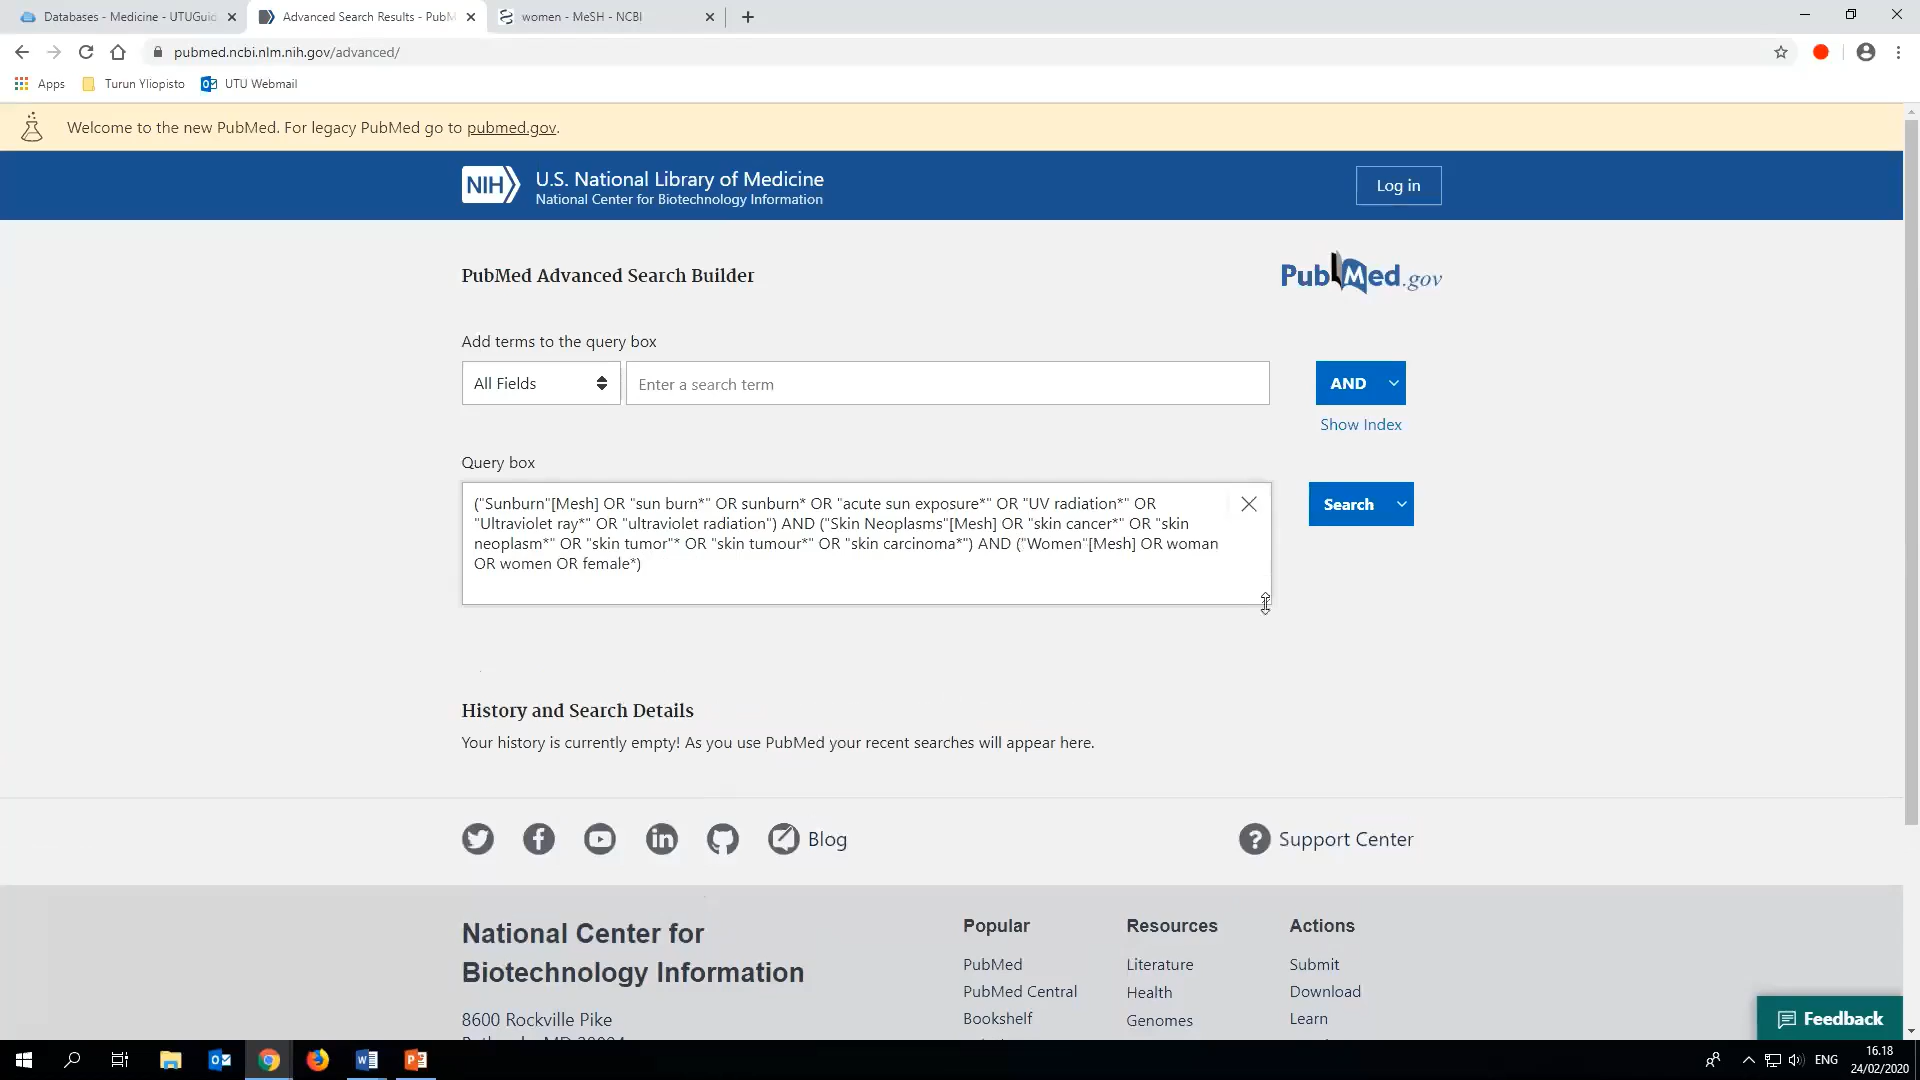 Databases - Medicine - UTUGuid
Advanced Search Results - PubM
women - MeSH - NCBI
pubmed.ncbi.nlm.nih.gov/advanced/
Apps
Turun Yliopisto
UTU Webmail
Welcome to the new PubMed. For legacy PubMed go to pubmed.gov.
NIH
U.S. National Library of Medicine
National Center for Biotechnology Information
Log in
PubMed Advanced Search Builder
PubMed.gov
Add terms to the query box
All Fields
Enter a search term
AND
Show Index
Query box
("Sunburn"[Mesh] OR "sun burn*" OR sunburn* OR "acute sun exposure*" OR "UV radiation*" OR
"Ultraviolet ray*" OR "ultraviolet radiation") AND ("Skin Neoplasms"[Mesh] OR "skin cancer*" OR "skin
neoplasm*" OR "skin tumor"* OR "skin tumour*" OR "skin carcinoma*") AND ("Women"[Mesh] OR woman
OR women OR female*)
Search
History and Search Details
Your history is currently empty! As you use PubMed your recent searches will appear here.
Blog
Support Center
National Center for
Biotechnology Information
8600 Rockville Pike
Popular
PubMed
PubMed Central
Bookshelf
Resources
Literature
Health
Genomes
Actions
Submit
Download
Learn
Feedback
ENG
16.18
24/02/2020